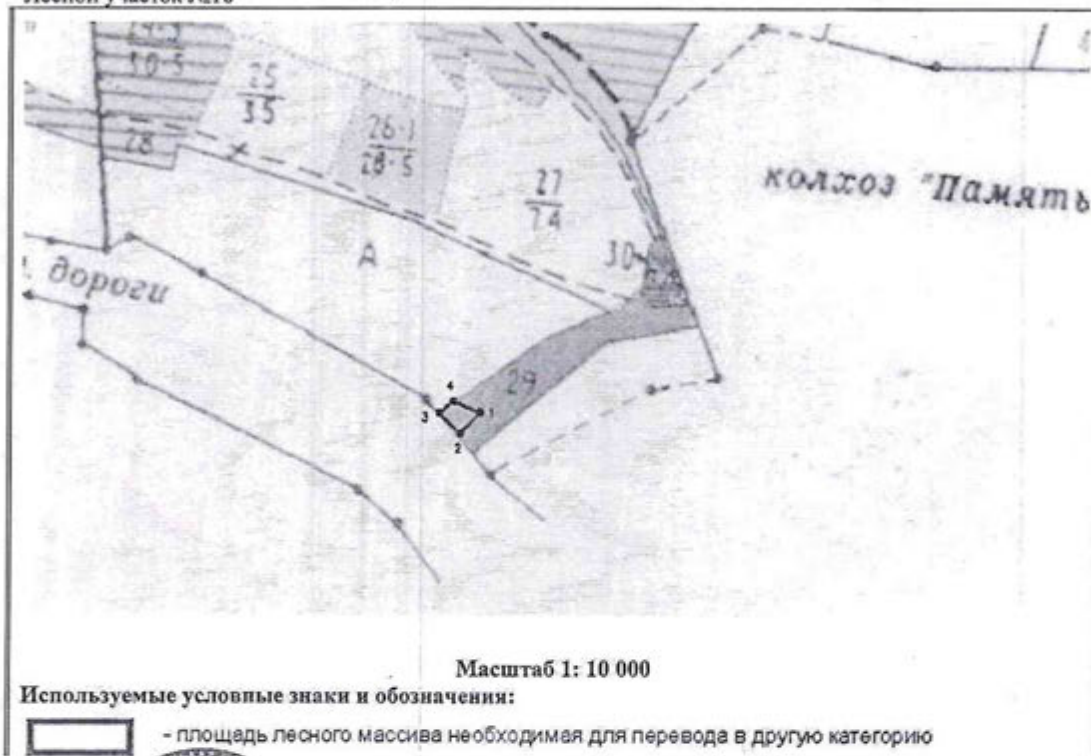 25
35
26-1
28-5
28
27
7.4
колхоз "Память
30
А
дороги
29
4
3
1
2
Масштаб 1: 10 000
Используемые условные знаки и обозначения:
- площадь лесного массива необходимая для перевода в другую категорию